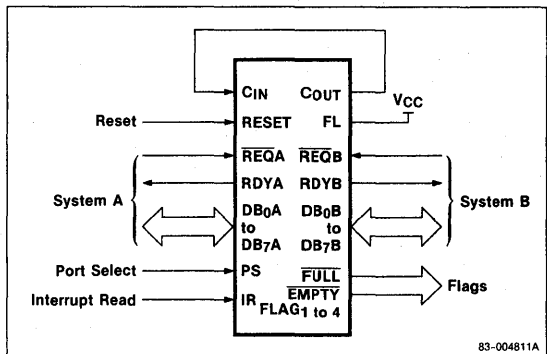 CIN COUT
VCC
Reset RESET FL
REQA REQB
RDYA RDYB
System A System B
DB0A DB0B
to to
DB7A DB7B
Port Select PS
FULL
Flags
Interrupt Read IR EMPTY
FLAG1 to 4
83-004811A